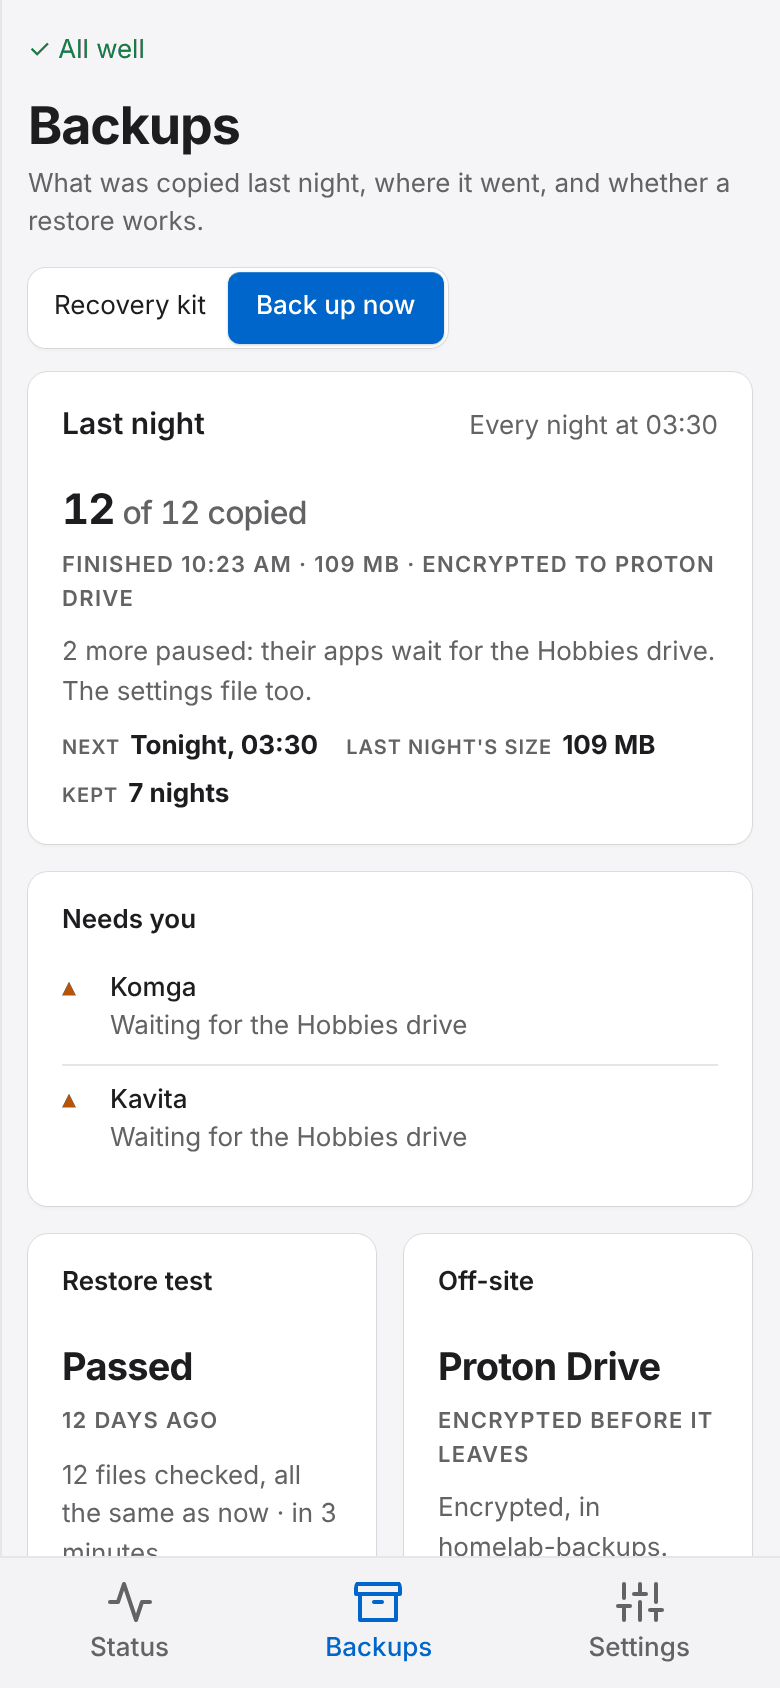 ✓ All well
Backups
What was copied last night, where it went, and whether a
restore works.
Recovery kit
Back up now
Last night
Every night at 03:30
12 of 12 copied
FINISHED 10:23 AM · 109 MB · ENCRYPTED TO PROTON
DRIVE
2 more paused: their apps wait for the Hobbies drive.
The settings file too.
NEXT Tonight, 03:30 LAST NIGHT'S SIZE 109 MB
KEPT 7 nights
Needs you
▲ Komga
Waiting for the Hobbies drive
▲ Kavita
Waiting for the Hobbies drive
Restore test
Passed
12 DAYS AGO
12 files checked, all
the same as now · in 3
minutes
Off-site
Proton Drive
ENCRYPTED BEFORE IT
LEAVES
Encrypted, in
homelab-backups.
Status
Backups
Settings